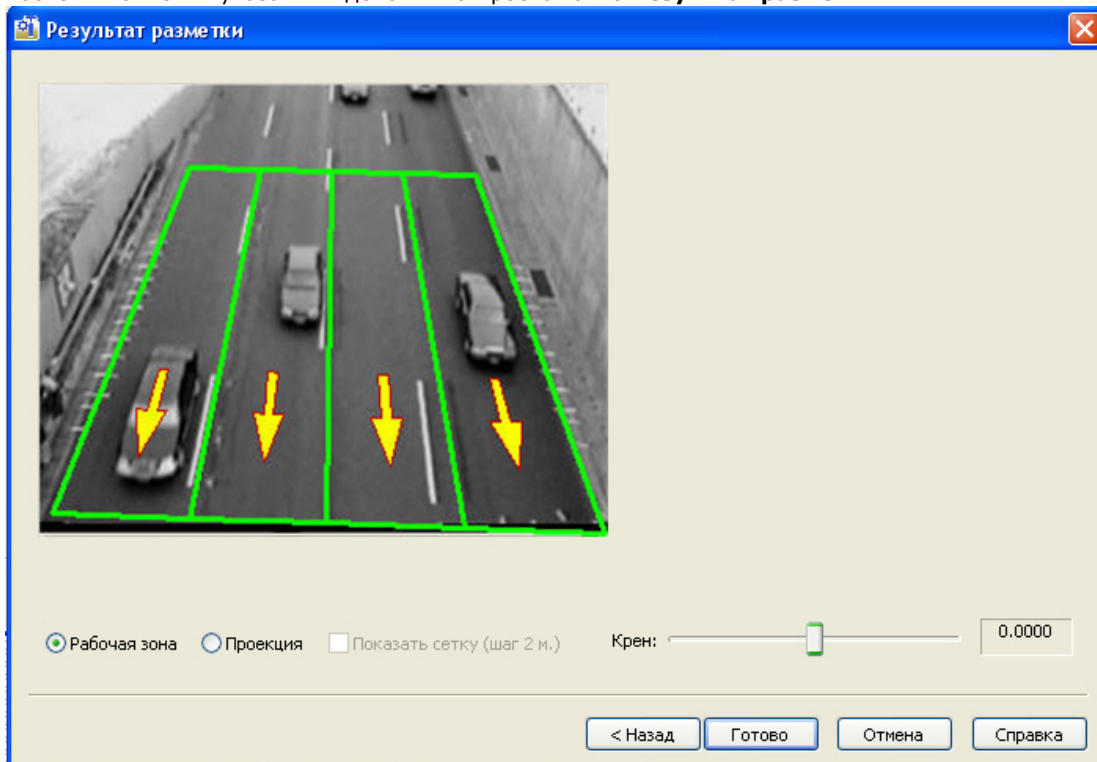 Результат разметки
Рабочая зона
Проекция
Показать сетку (шаг 2 м.)
Крен:
0.0000
< Назад
Готово
Отмена
Справка